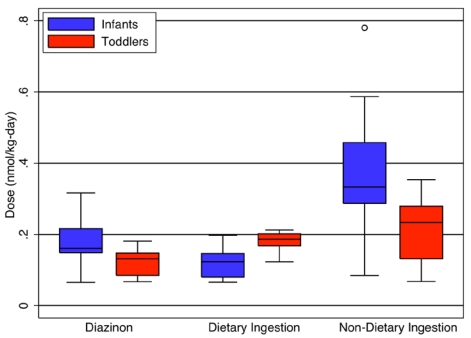 Infants
Toddlers
Dose (nmol/kg-day)
.8
.6
.4
.2
0
Diazinon
Dietary Ingestion
Non-Dietary Ingestion